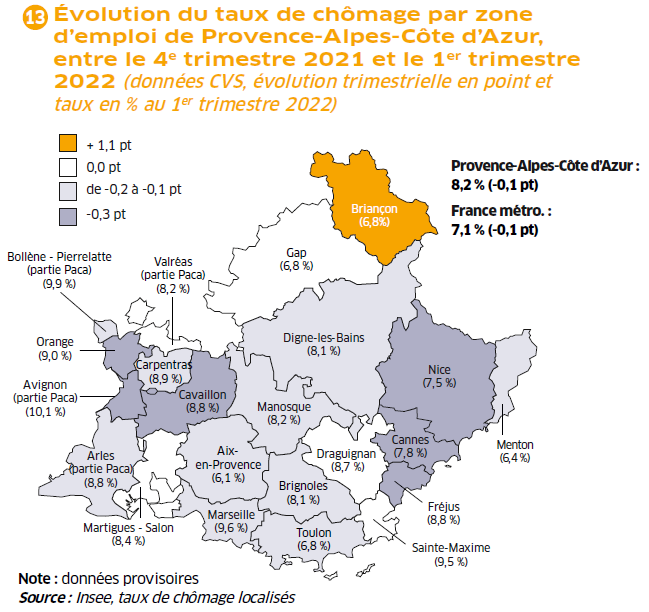 13 Évolution du taux de chômage par zone
d'emploi de Provence-Alpes-Côte d'Azur,
entre le 4e trimestre 2021 et le 1er trimestre
2022 (données CVS, évolution trimestrielle en point et
taux en % au 1er trimestre 2022)
+ 1,1 pt
0,0 pt
de -0,2 à -0,1 pt
-0,3 pt
Provence-Alpes-Côte d'Azur :
8,2 % (-0,1 pt)
France métro. :
7,1 % (-0,1 pt)
Briançon
(6,8%)
Gap
(6,8 %)
Bollène - Pierrelatte
(partie Paca)
(9,9 %)
Valréas
(partie Paca)
(8,2 %)
Orange
(9,0 %)
Carpentras
(8,9 %)
Avignon
(partie Paca)
(10,1 %)
Cavaillon
(8,8 %)
Digne-les-Bains
(8,1 %)
Nice
(7,5 %)
Manosque
(8,2 %)
Menton
(6,4 %)
Cannes
(7,8 %)
Arles
(partie Paca)
(8,8 %)
Aix-
en-Provence
(6,1 %)
Draguignan
(8,7 %)
Brignoles
(8,1 %)
Fréjus
(8,8 %)
Martigues - Salon
(8,4 %)
Marseille
(9,6 %)
Toulon
(6,8 %)
Sainte-Maxime
(9,5 %)
Note : données provisoires
Source : Insee, taux de chômage localisés